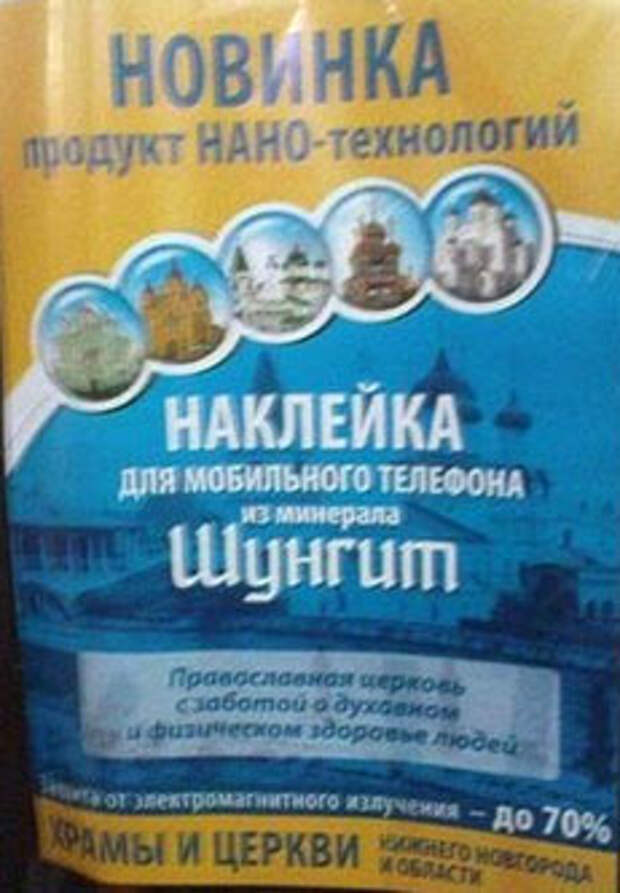 НОВИНКА
продукт НАНО-технологий
НАКЛЕЙКА
ДЛЯ МОБИЛЬНОГО ТЕЛЕФОНА
из минерала
Шунгит
Православная церковь
с заботой о духовном
и физическом здоровье людей
Защита от электромагнитного излучения – до 70%
ХРАМЫ И ЦЕРКВИ НИЖНЕГО НОВГОРОДА
И ОБЛАСТИ